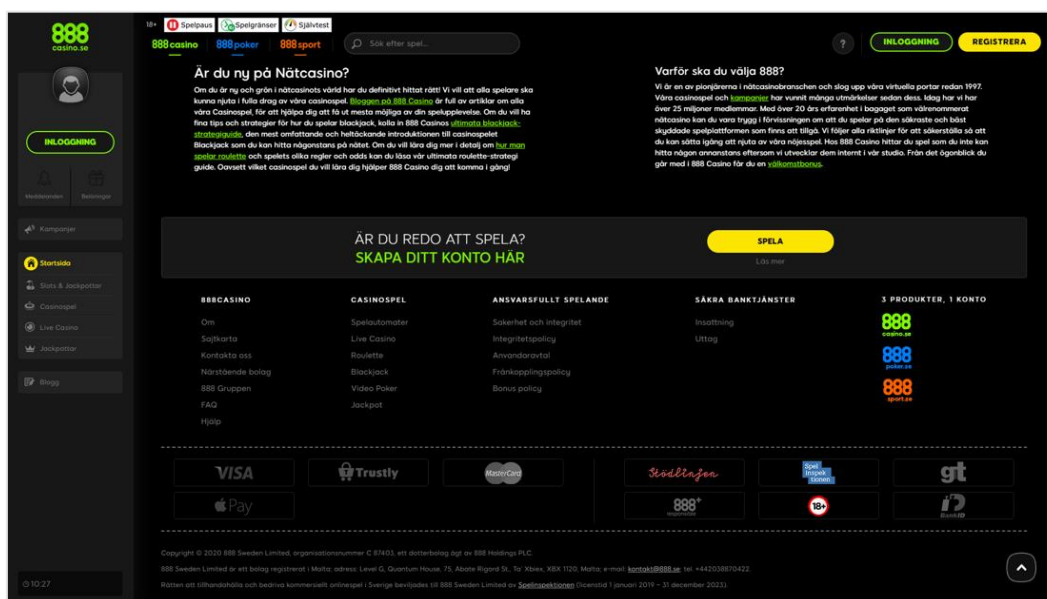 888
casino.se
18+ Spelpaus Spelgränser Självtest
888casino 888poker 888sport Sök efter spel... ? INLOGGNING REGISTRERA
INLOGGNING
Meddelanden Belöningar
Kampanjer
Startsida
Slots & Jackpottar
Casinospel
Live Casino
Jackpottar
Blogg
10:27
Är du ny på Nätcasino?
Om du är ny och grön i nätcasinots värld har du definitivt hittat rätt! Vi vill att alla spelare ska
kunna njuta i fulla drag av våra casinospel. Bloggen på 888 Casino är full av artiklar om alla
våra Casinospel, för att hjälpa dig att få ut mesta möjliga av din spelupplevelse. Om du vill ha
fina tips och strategier för hur du spelar blackjack, kolla in 888 Casinos ultimata blackjack-
strategiguide, den mest omfattande och heltäckande introduktionen till casinospelet
Blackjack som du kan hitta någonstans på nätet. Om du vill lära dig mer i detalj om hur man
spelar roulette och spelets olika regler och odds kan du läsa vår ultimata roulette-strategi
guide. Oavsett vilket casinospel du vill lära dig hjälper 888 Casino dig att komma i gång!
Varför ska du välja 888?
Vi är en av pionjärerna i nätcasinobranschen och slog upp våra virtuella portar redan 1997.
Våra casinospel och kampanjer har vunnit många utmärkelser sedan dess. Idag har vi har
över 25 miljoner medlemmar. Med över 20 års erfarenhet i bagaget som välrenommerat
nätcasino kan du vara trygg i förvissningen om att du spelar på den säkraste och bäst
skyddade spelplattformen som finns att tillgå. Vi följer alla riktlinjer för att säkerställa så att
du kan sätta igång att njuta av våra nöjesspel. Hos 888 Casino hittar du spel som du inte kan
hitta någon annanstans eftersom vi utvecklar dem internt i vår studio. Från det ögonblick du
går med i 888 Casino får du en välkomstbonus.
ÄR DU REDO ATT SPELA?
SKAPA DITT KONTO HÄR
SPELA
Läs mer
888CASINO
Om
Sajtkarta
Kontakta oss
Närstående bolag
888 Gruppen
FAQ
Hjälp
CASINOSPEL
Spelautomater
Live Casino
Roulette
Blackjack
Video Poker
Jackpot
ANSVARSFULLT SPELANDE
Sakerhet och integritet
Integritetspolicy
Anvandaravtal
Frånkopplingspolicy
Bonus policy
SÄKRA BANKTJÄNSTER
Insattning
Uttag
3 PRODUKTER, 1 KONTO
888
casino.se
888
poker.se
888
sport.se
VISA Trustly MasterCard Stödlinjen Spel Inspek tionen gt
Pay 888+ responsible 18+ BankID
Copyright © 2020 888 Sweden Limited, organisationsnummer C 87403, ett dotterbolag ägt av 888 Holdings PLC.
888 Sweden Limited är ett bolag registrerat i Malta: adress: Level G, Quantum House, 75, Abate Rigord St., Ta' Xbiex, XBX 1120, Malta; e-mail: kontakt@888.se; tel. +442038870422.
Rätten att tillhandahålla och bedriva kommersiellt onlinespel i Sverige beviljades till 888 Sweden Limited av Spelinspektionen (licenstid 1 januari 2019 – 31 december 2023).